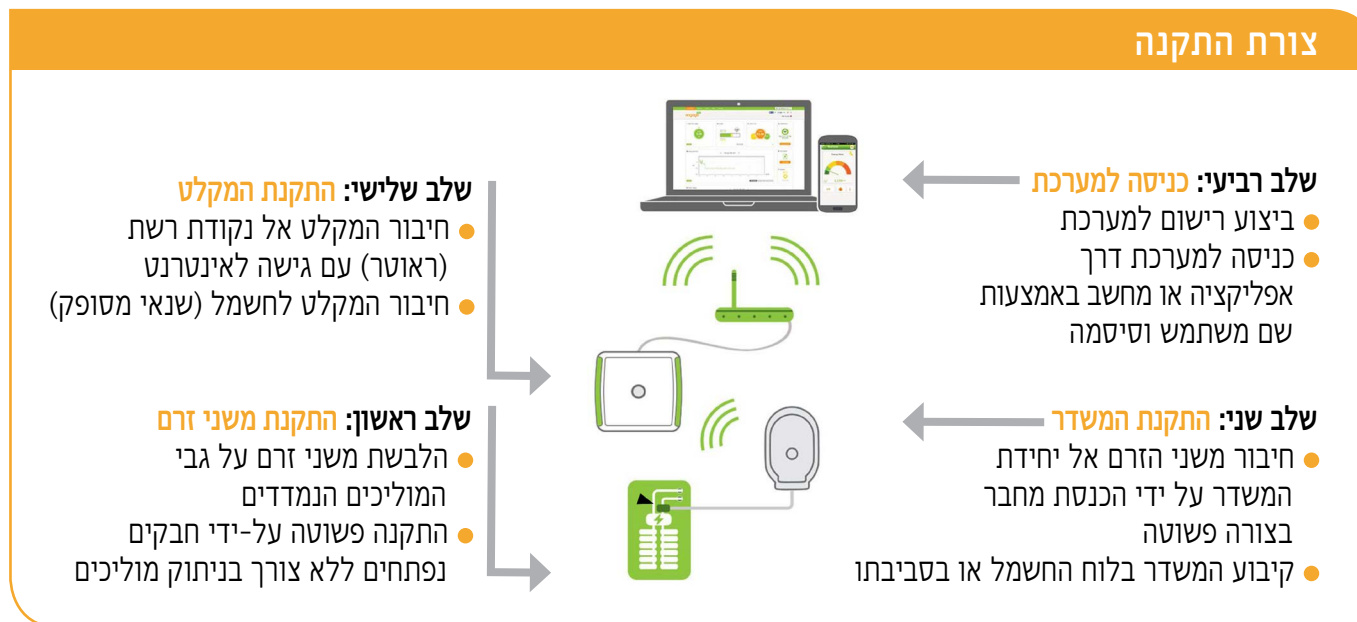 צורת התקנה
שלב רביעי: כניסה למערכת
ביצוע רישום למערכת
כניסה למערכת דרך
אפליקציה או מחשב באמצעות
שם משתמש וסיסמה
שלב שלישי: התקנת המקלט
חיבור המקלט אל נקודת רשת
(ראוטר) עם גישה לאינטרנט
חיבור המקלט לחשמל (שנאי מסופק)
שלב שני: התקנת המשדר
חיבור משני הזרם אל יחידת
המשדר על ידי הכנסת מחבר
בצורה פשוטה
קיבוע המשדר בלוח החשמל או בסביבתו
שלב ראשון: התקנת משני זרם
הלבשת משני זרם על גבי
המוליכים הנמדדים
התקנה פשוטה על-ידי חבקים
נפתחים ללא צורך בניתוק מוליכים